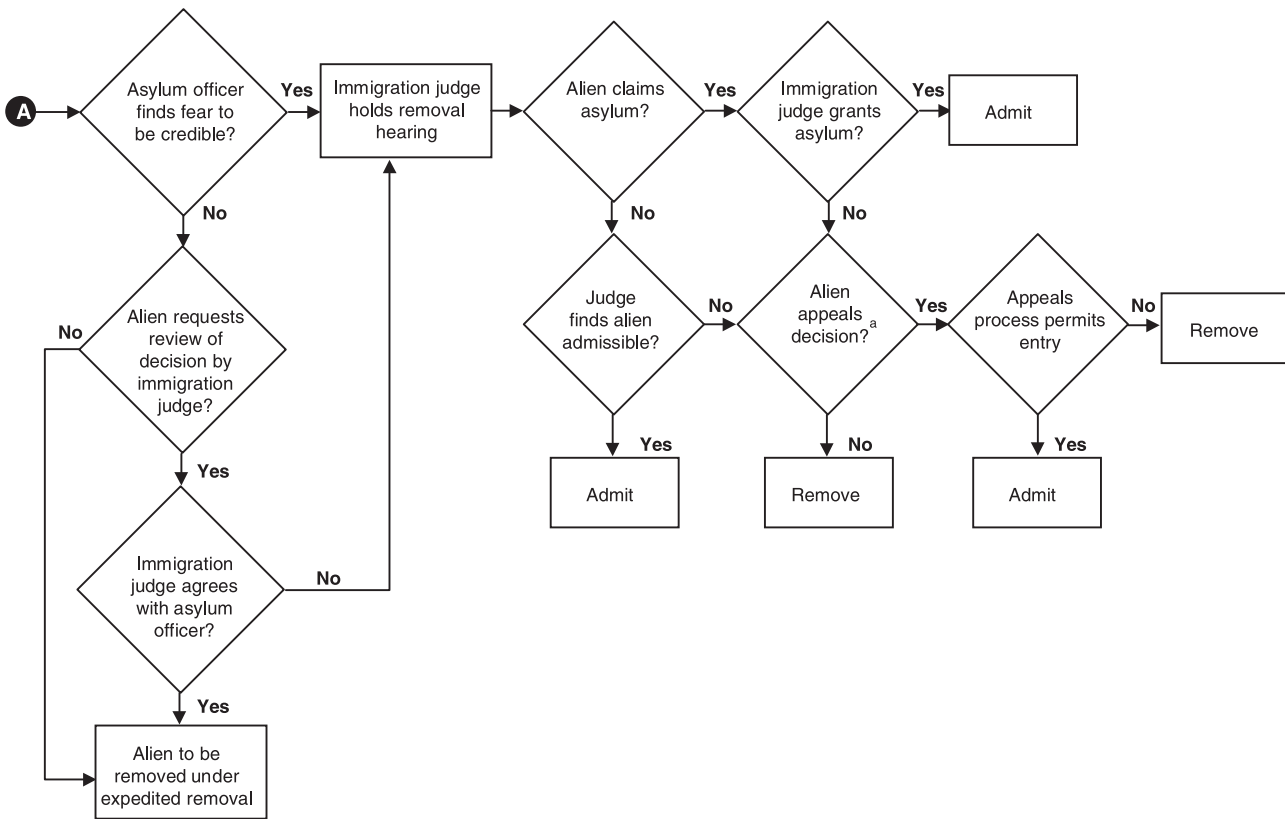 A
Asylum officer
finds fear to
be credible?
Yes
Immigration judge
holds removal
hearing
Alien claims
asylum?
Yes
Immigration
judge grants
asylum?
Yes
Admit
No
No
No
Alien requests
review of
decision by
immigration
judge?
No
Judge
finds alien
admissible?
No
Alien
appeals
decision?a
Yes
Appeals
process permits
entry
No
Remove
Yes
Yes
No
Yes
Admit
Remove
Admit
Immigration
judge agrees
with asylum
officer?
No
Yes
Alien to be
removed under
expedited removal